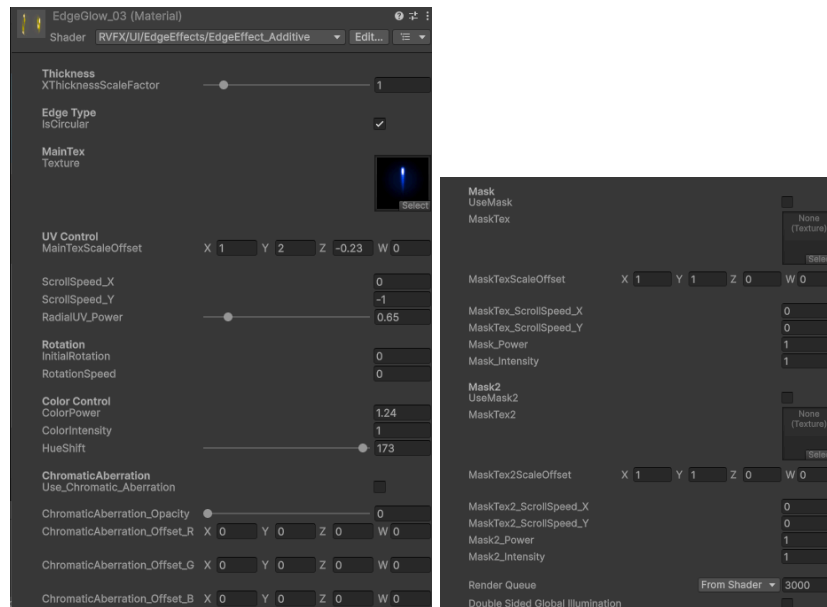 EdgeGlow_03 (Material)
Shader RVFX/UI/EdgeEffects/EdgeEffect_Additive Edit...
Thickness
XThicknessScaleFactor 1
Edge Type
IsCircular
MainTex
Texture
Select
UV Control
MainTexScaleOffset X 1 Y 2 Z -0.23 W 0
ScrollSpeed_X 0
ScrollSpeed_Y -1
RadialUV_Power 0.65
Rotation
InitialRotation 0
RotationSpeed 0
Color Control
ColorPower 1.24
ColorIntensity 1
HueShift 173
ChromaticAberration
Use_Chromatic_Aberration
ChromaticAberration_Opacity 0
ChromaticAberration_Offset_R X 0 Y 0 Z 0 W 0
ChromaticAberration_Offset_G X 0 Y 0 Z 0 W 0
ChromaticAberration_Offset_B X 0 Y 0 Z 0 W 0
Mask
UseMask
MaskTex None
(Texture)
Sele
MaskTexScaleOffset X 1 Y 1 Z 0 W 0
MaskTex_ScrollSpeed_X 0
MaskTex_ScrollSpeed_Y 0
Mask_Power 1
Mask_Intensity 1
Mask2
UseMask2
MaskTex2 None
(Texture)
Sele
MaskTex2ScaleOffset X 1 Y 1 Z 0 W 0
MaskTex2_ScrollSpeed_X 0
MaskTex2_ScrollSpeed_Y 0
Mask2_Power 1
Mask2_Intensity 1
Render Queue From Shader 3000
Double Sided Global Illumination